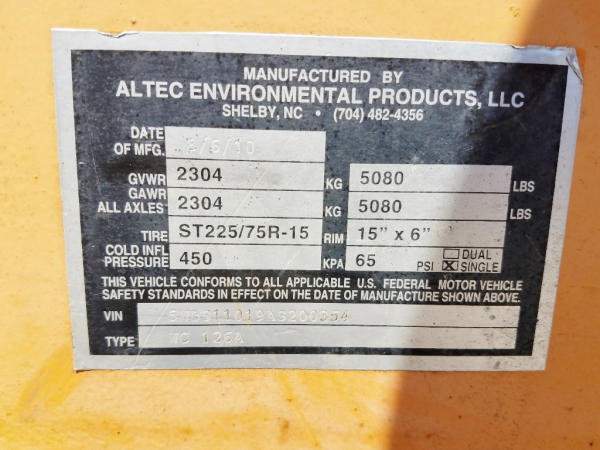 MANUFACTURED BY
ALTEC ENVIRONMENTAL PRODUCTS, LLC
SHELBY, NC • (704) 482-4356
DATE OF MFG.
GVWR 2304 KG 5080 LBS
GAWR ALL AXLES 2304 KG 5080 LBS
TIRE ST225/75R-15 RIM 15" x 6"
COLD INFL PRESSURE 450 KPA 65 PSI DUAL
X SINGLE
THIS VEHICLE CONFORMS TO ALL APPLICABLE U.S. FEDERAL MOTOR VEHICLE
SAFETY STANDARDS IN EFFECT ON THE DATE OF MANUFACTURE SHOWN ABOVE.
VIN
TYPE